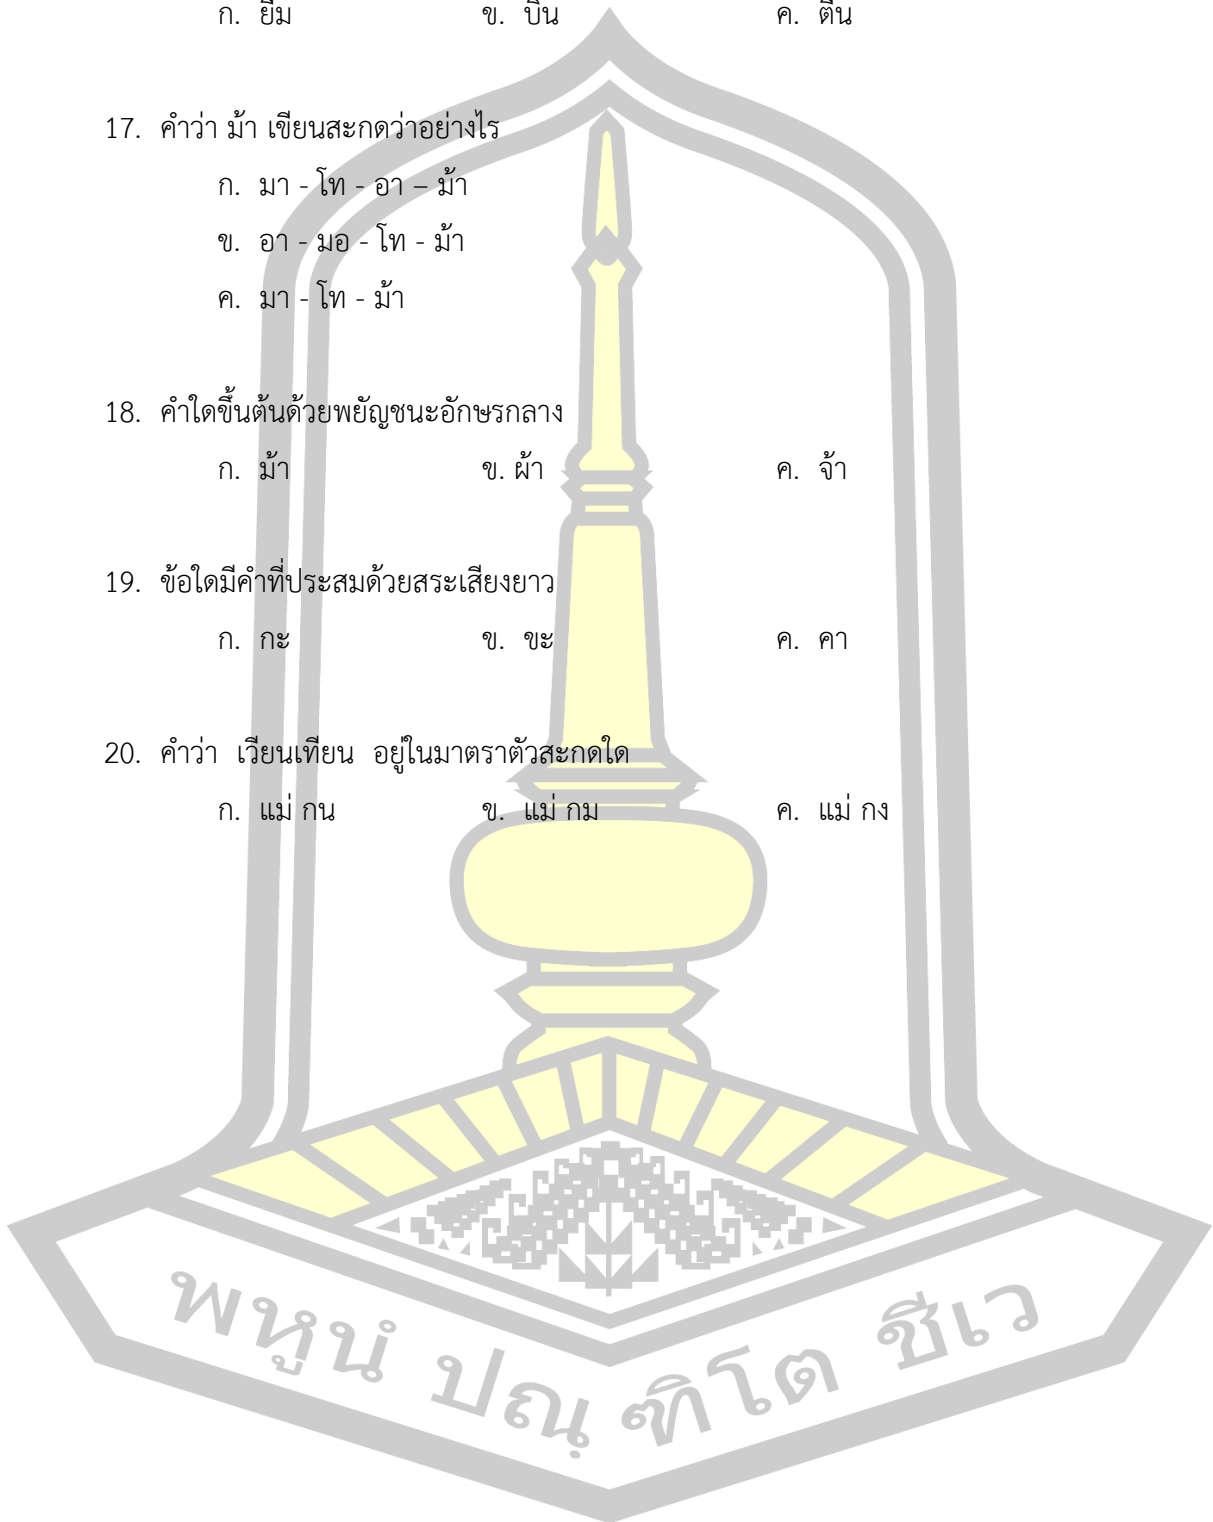 ก. ยิ้ม ข. บิน ค. ตีน
17. คำว่า ม้า เขียนสะกดว่าอย่างไร
ก. มา - โท - อา – ม้า
ข. อา - มอ - โท - ม้า
ค. มา - โท - ม้า
18. คำใดขึ้นต้นด้วยพยัญชนะอักษรกลาง
ก. ม้า ข. ผ้า ค. จ้า
19. ข้อใดมีคำที่ประสมด้วยสระเสียงยาว
ก. กะ ข. ขะ ค. คา
20. คำว่า เวียนเทียน อยู่ในมาตราตัวสะกดใด
ก. แม่ กน ข. แม่ กม ค. แม่ กง
พหูนํ ปณฺ ฑิโต ชีเว